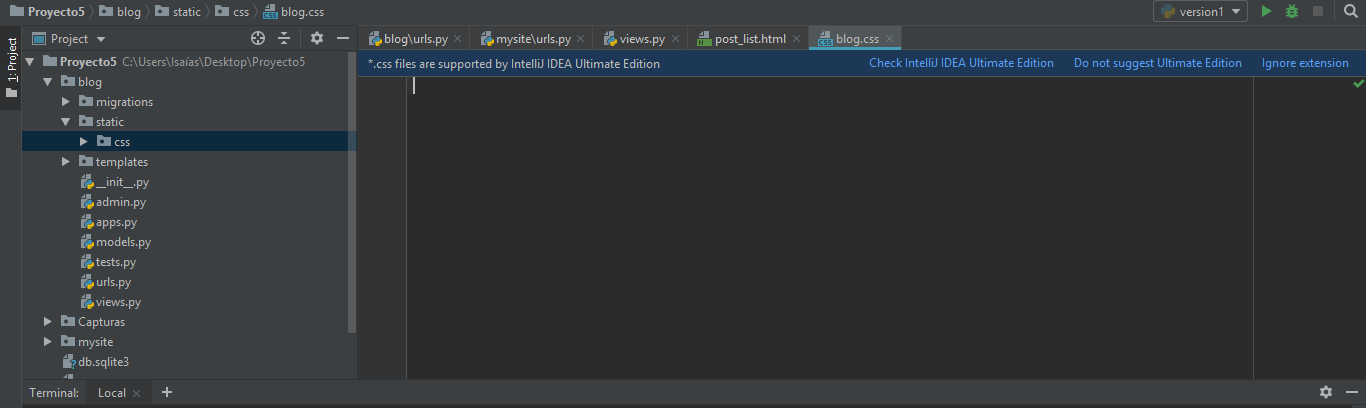 Proyecto5 blog static css blog.css version1
1: Project
Project
blog\urls.py mysite\urls.py views.py post_list.html blog.css
*.css files are supported by IntelliJ IDEA Ultimate Edition Check IntelliJ IDEA Ultimate Edition Do not suggest Ultimate Edition Ignore extension
Proyecto5 C:\Users\Isaías\Desktop\Proyecto5
blog
migrations
static
css
templates
__init__.py
admin.py
apps.py
models.py
tests.py
urls.py
views.py
Capturas
mysite
db.sqlite3
Terminal: Local +